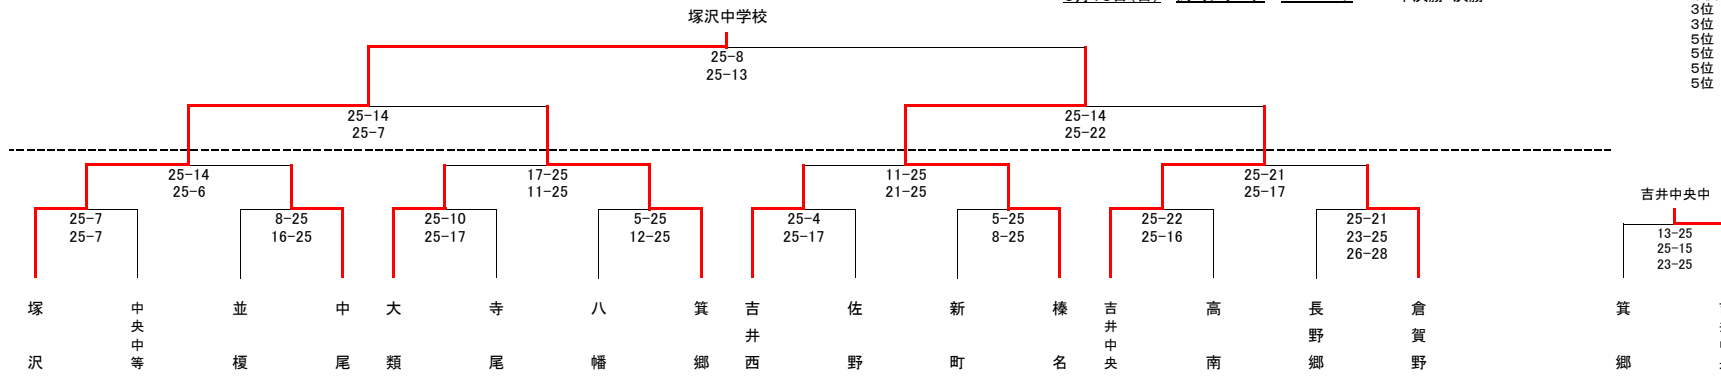 3位
3位
5位
5位
5位
5位
塚沢中学校
25-8
25-13
25-14
25-7
25-14
25-22
25-14
25-6
17-25
11-25
11-25
21-25
25-21
25-17
吉井中央中
25-7
25-7
8-25
16-25
25-10
25-17
5-25
12-25
25-4
25-17
5-25
8-25
25-22
25-16
25-21
23-25
26-28
13-25
25-15
23-25
塚沢
中央中等
並榎
中尾
大類
寺尾
八幡
箕郷
吉井西
佐野
新町
榛名
吉井中央
高南
長野郷
倉賀野
箕郷